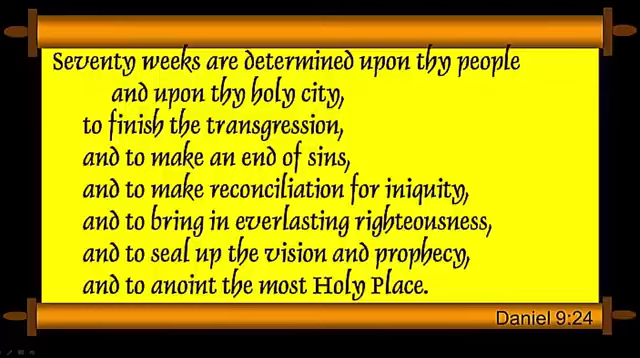 Seventy weeks are determined upon thy people
and upon thy holy city,
to finish the transgression,
and to make an end of sins,
and to make reconciliation for iniquity,
and to bring in everlasting righteousness,
and to seal up the vision and prophecy,
and to anoint the most Holy Place.
Daniel 9:24